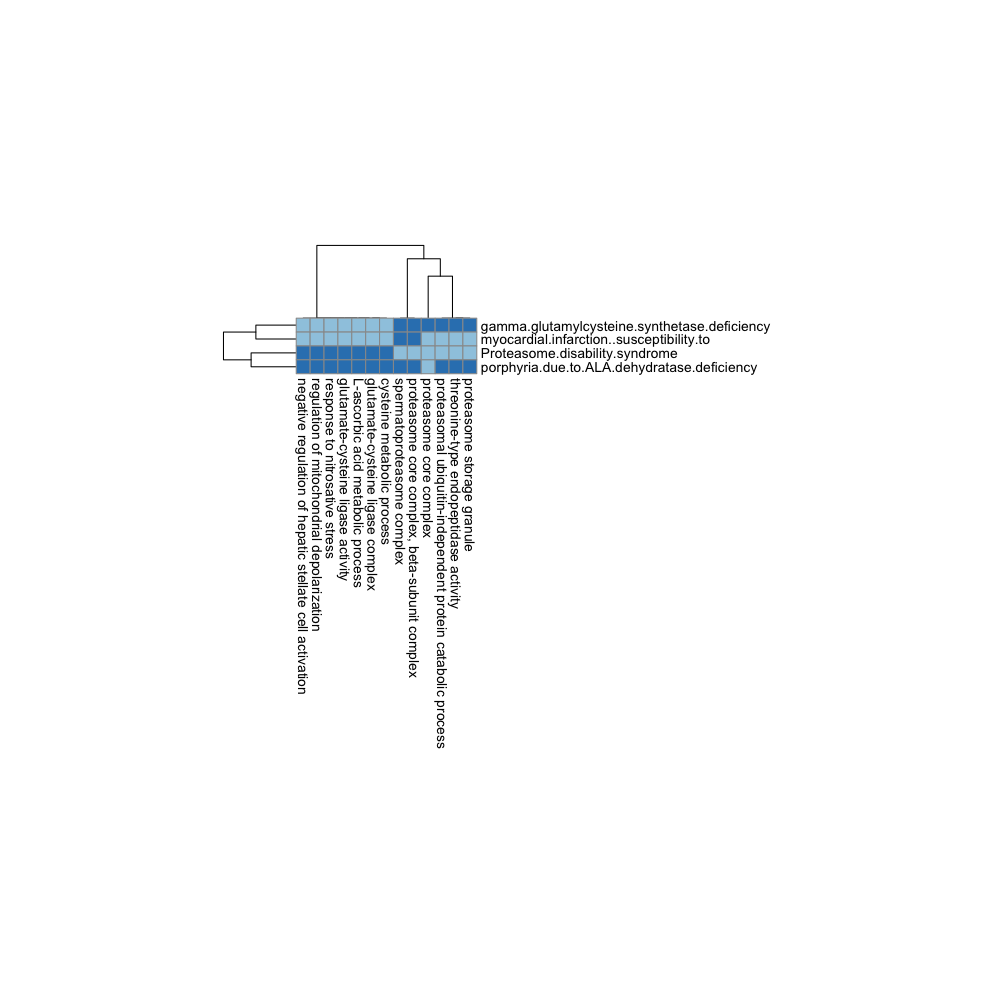 gamma.glutamylcysteine.synthetase.deficiency
myocardial.infarction..susceptibility.to
Proteasome.disability.syndrome
porphyria.due.to.ALA.dehydratase.deficiency
negative regulation of hepatic stellate cell activation
regulation of mitochondrial depolarization
response to nitrosative stress
glutamate-cysteine ligase activity
L-ascorbic acid metabolic process
glutamate-cysteine ligase complex
cysteine metabolic process
spermatoproteasome complex
proteasome core complex, beta-subunit complex
proteasome core complex
proteasomal ubiquitin-independent protein catabolic process
threonine-type endopeptidase activity
proteasome storage granule